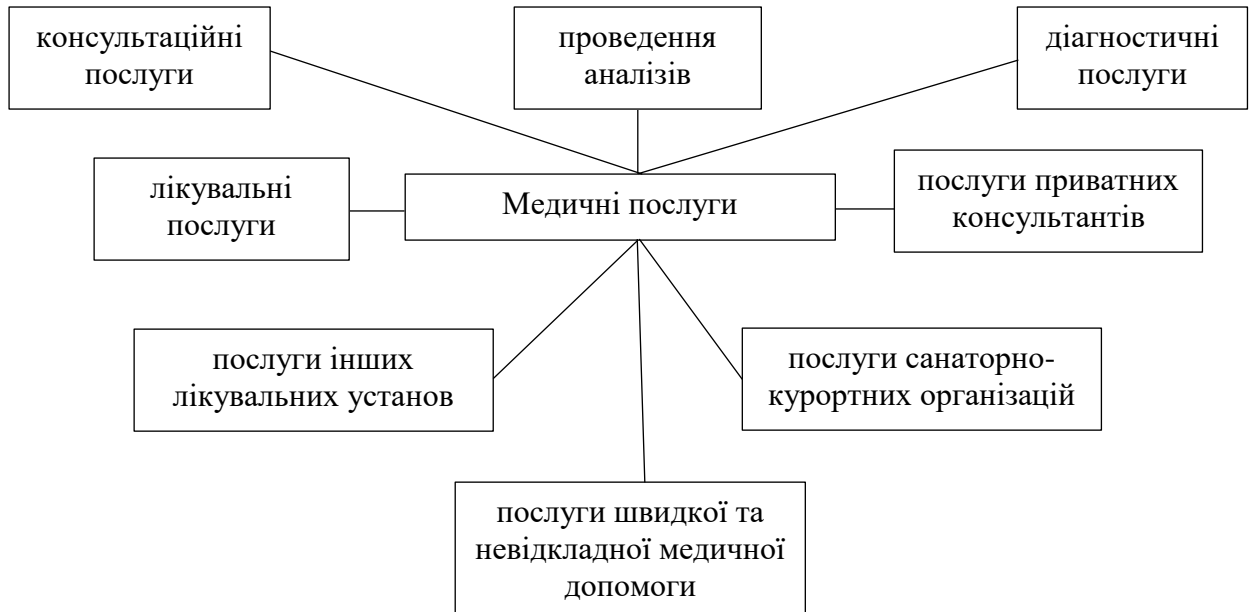 консультаційні
послуги
проведення
аналізів
діагностичні
послуги
лікувальні
послуги
Медичні послуги
послуги приватних
консультантів
послуги інших
лікувальних установ
послуги санаторно-
курортних організацій
послуги швидкої та
невідкладної медичної
допомоги